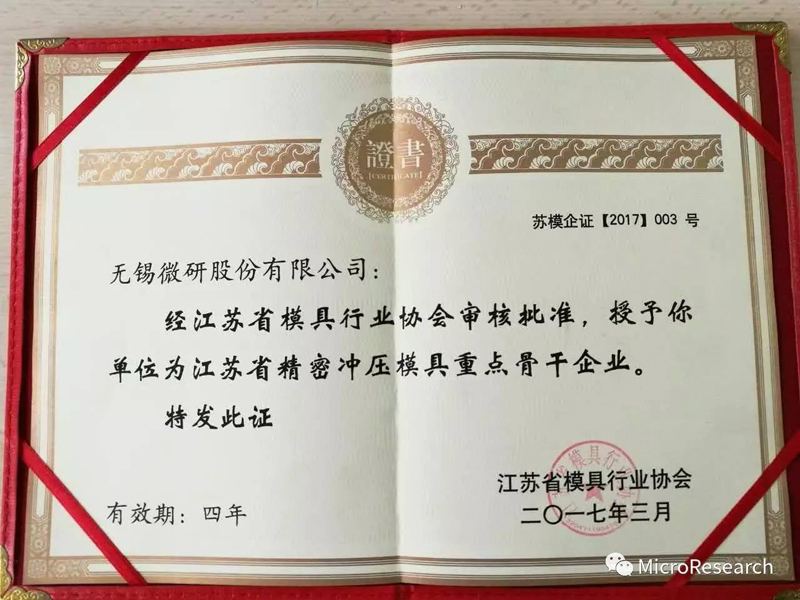 證書
[CERTIFICATE]
苏模企证【2017】003 号
无锡微研股份有限公司：
经江苏省模具行业协会审核批准，授予你
单位为江苏省精密冲压模具重点骨干企业。
特发此证
江苏省模具行业协会
有效期：四年
二〇一七年三月
MicroResearch